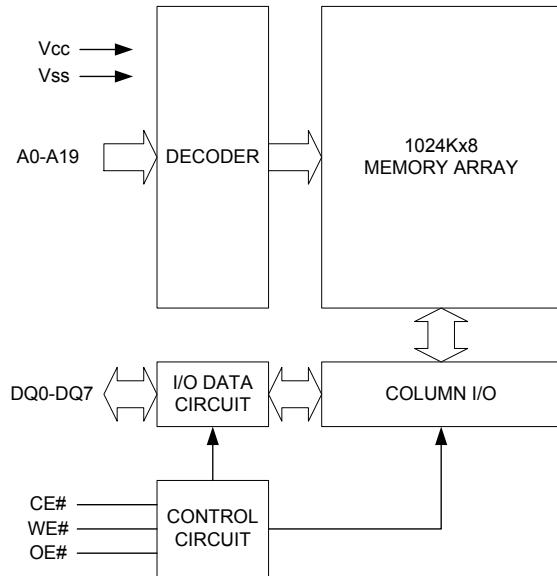 Vcc
Vss
A0-A19
DECODER
1024Kx8
MEMORY ARRAY
DQ0-DQ7
I/O DATA
CIRCUIT
COLUMN I/O
CE#
WE#
OE#
CONTROL
CIRCUIT